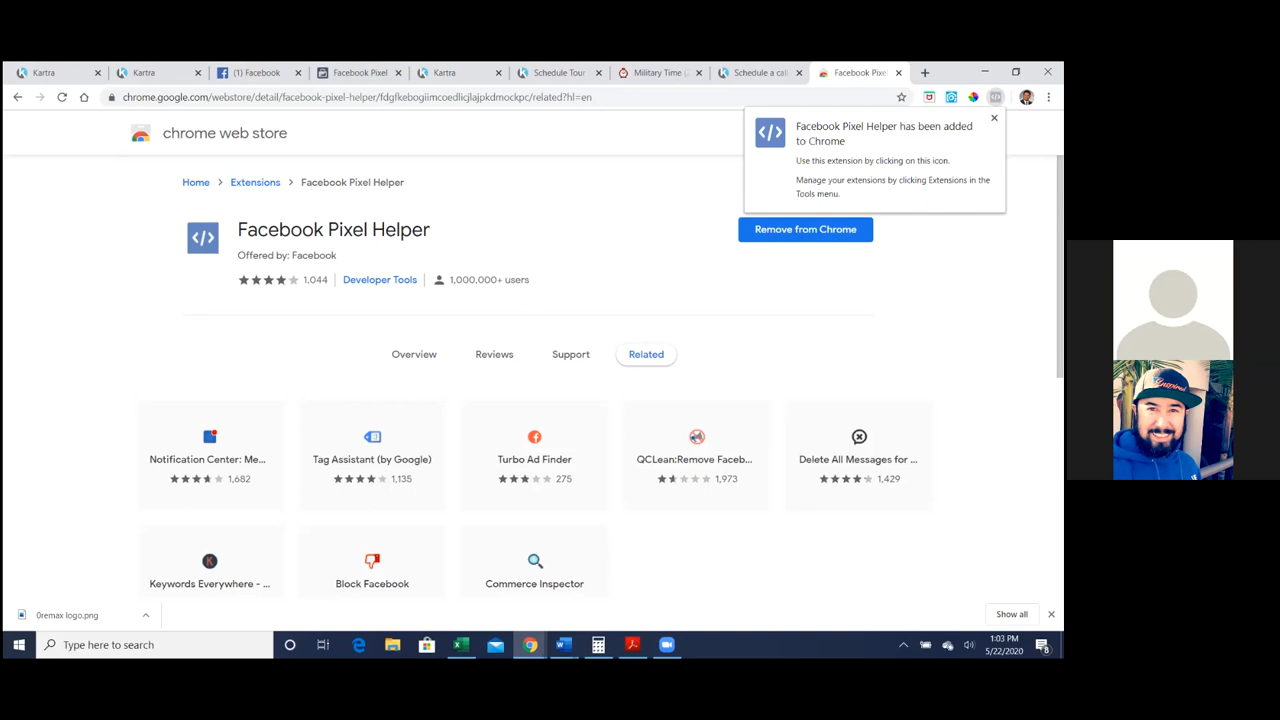 Kartra
Kartra
(1) Facebook
Facebook Pixel
Kartra
Schedule Tour
Military Time
Schedule a call
Facebook Pixel
chrome.google.com/webstore/detail/facebook-pixel-helper/fdgfkebogiimcoedlicjlajpkdmockpc/related?hl=en
Facebook Pixel Helper has been added
to Chrome
Use this extension by clicking on this icon.
Manage your extensions by clicking Extensions in the
Tools menu.
chrome web store
Home
Extensions
Facebook Pixel Helper
Facebook Pixel Helper
Remove from Chrome
Offered by: Facebook
1,044
Developer Tools
1,000,000+ users
Overview
Reviews
Support
Related
Notification Center: Me...
1,682
Tag Assistant (by Google)
1,135
Turbo Ad Finder
275
QCLean:Remove Faceb...
1,973
Delete All Messages for ...
1,429
Keywords Everywhere - ...
Block Facebook
Commerce Inspector
0remax logo.png
Show all
Type here to search
1:03 PM
5/22/2020
8
Inspired